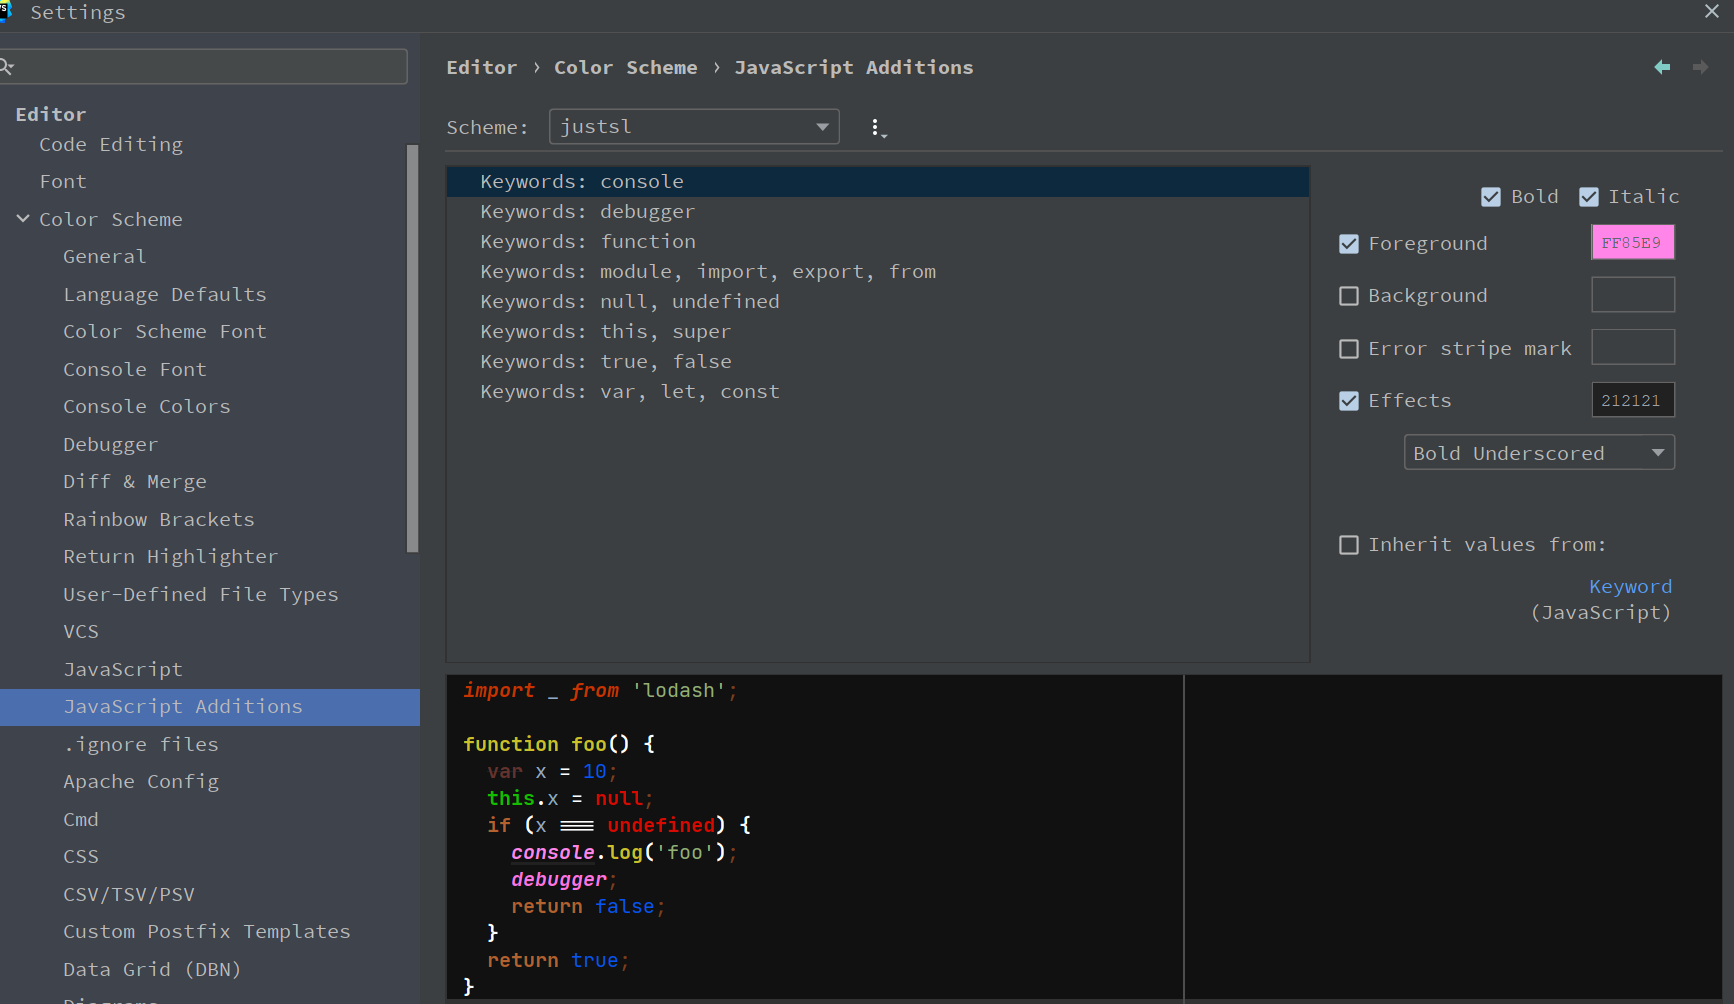 Settings
Editor
Code Editing
Font
Color Scheme
General
Language Defaults
Color Scheme Font
Console Font
Console Colors
Debugger
Diff & Merge
Rainbow Brackets
Return Highlighter
User-Defined File Types
VCS
JavaScript
JavaScript Additions
.ignore files
Apache Config
Cmd
CSS
CSV/TSV/PSV
Custom Postfix Templates
Data Grid (DBN)
Editor › Color Scheme › JavaScript Additions
Scheme: justsl
Keywords: console
Keywords: debugger
Keywords: function
Keywords: module, import, export, from
Keywords: null, undefined
Keywords: this, super
Keywords: true, false
Keywords: var, let, const
Bold Italic
Foreground FF85E9
Background
Error stripe mark
Effects 212121
Bold Underscored
Inherit values from:
Keyword
(JavaScript)
import _ from 'lodash';
function foo() {
var x = 10;
this.x = null;
if (x === undefined) {
console.log('foo');
debugger;
return false;
}
return true;
}